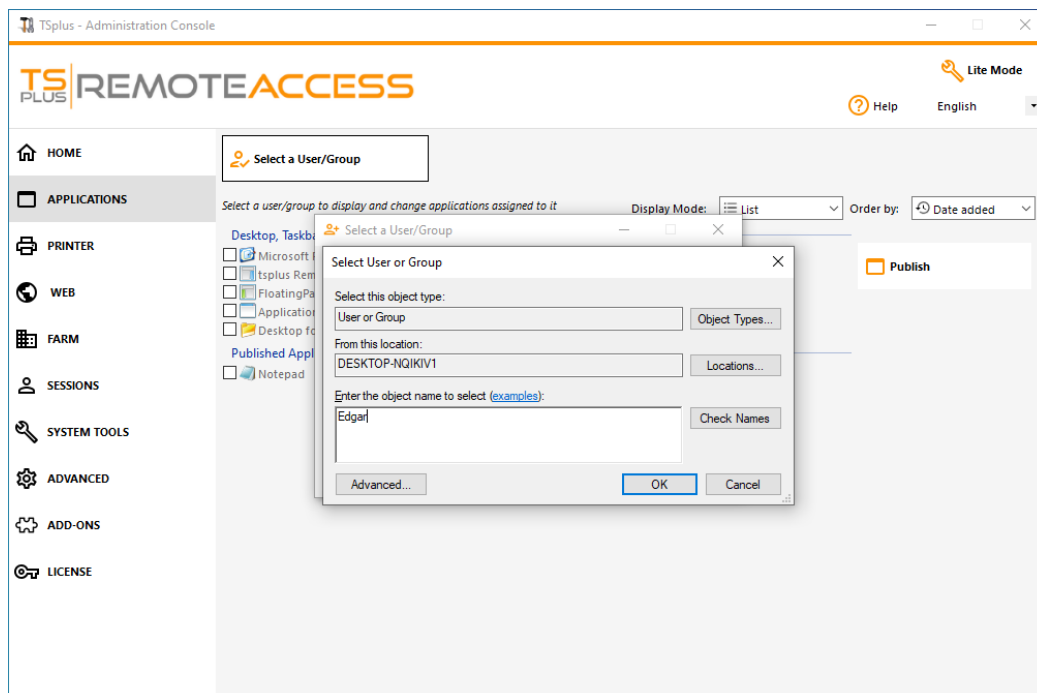 TSplus - Administration Console
TS PLUS REMOTEACCESS
Lite Mode
Help English
HOME
APPLICATIONS
PRINTER
WEB
FARM
SESSIONS
SYSTEM TOOLS
ADVANCED
ADD-ONS
LICENSE
Select a User/Group
Select a user/group to display and change applications assigned to it
Display Mode: List Order by: Date added
Desktop, Taskba
Microsoft
tsplus Rem
FloatingPa
Application
Desktop fo
Published Appl
Notepad
Publish
Select a User/Group
Select User or Group
Select this object type:
User or Group Object Types...
From this location:
DESKTOP-NQIKIV1 Locations...
Enter the object name to select (examples):
Edgar Check Names
Advanced... OK Cancel